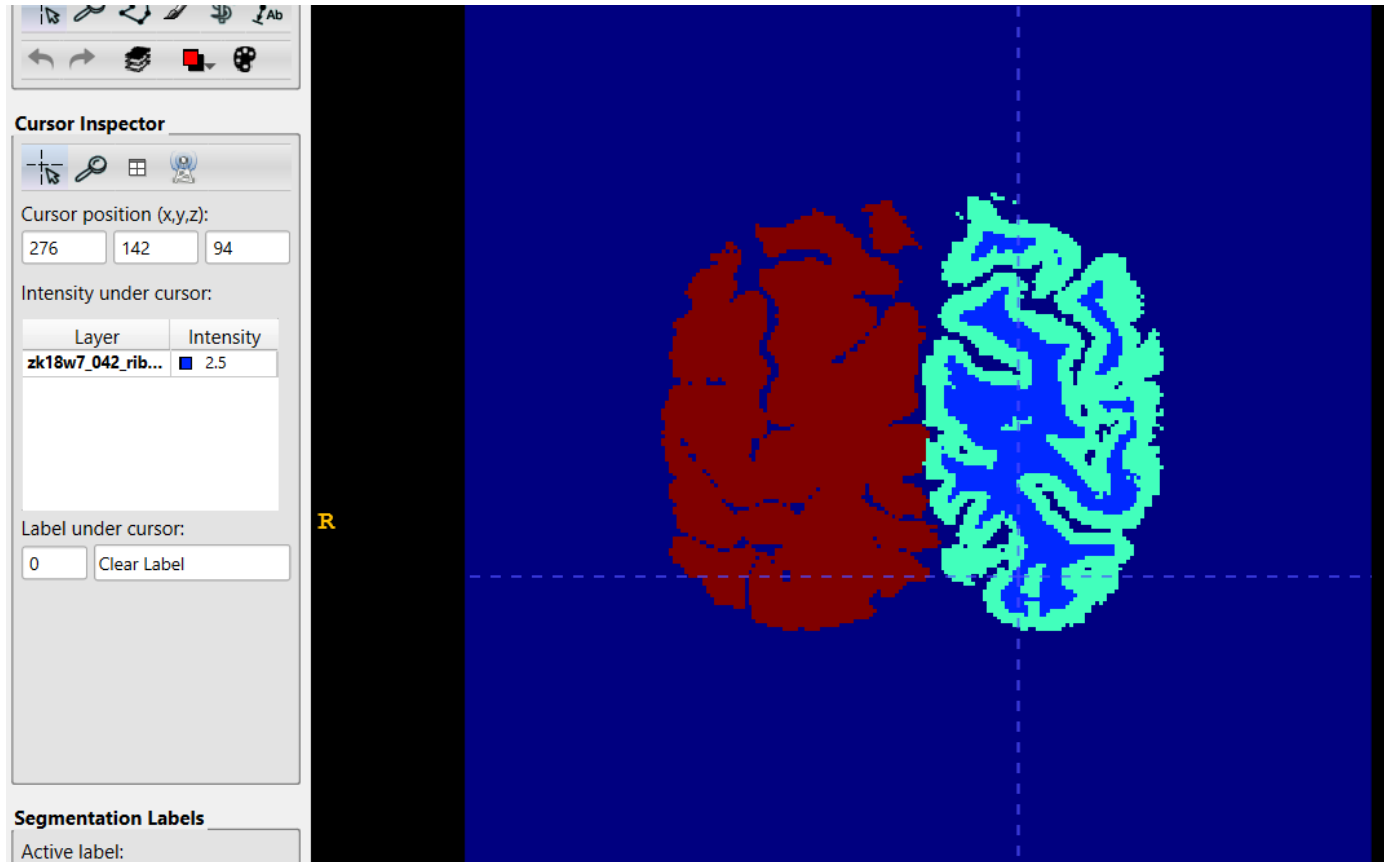 Ab
Cursor Inspector
Cursor position (x,y,z):
276 142 94
Intensity under cursor:
Layer Intensity
zk18w7_042_rib... 2.5
R
Label under cursor:
0 Clear Label
Segmentation Labels
Active label: